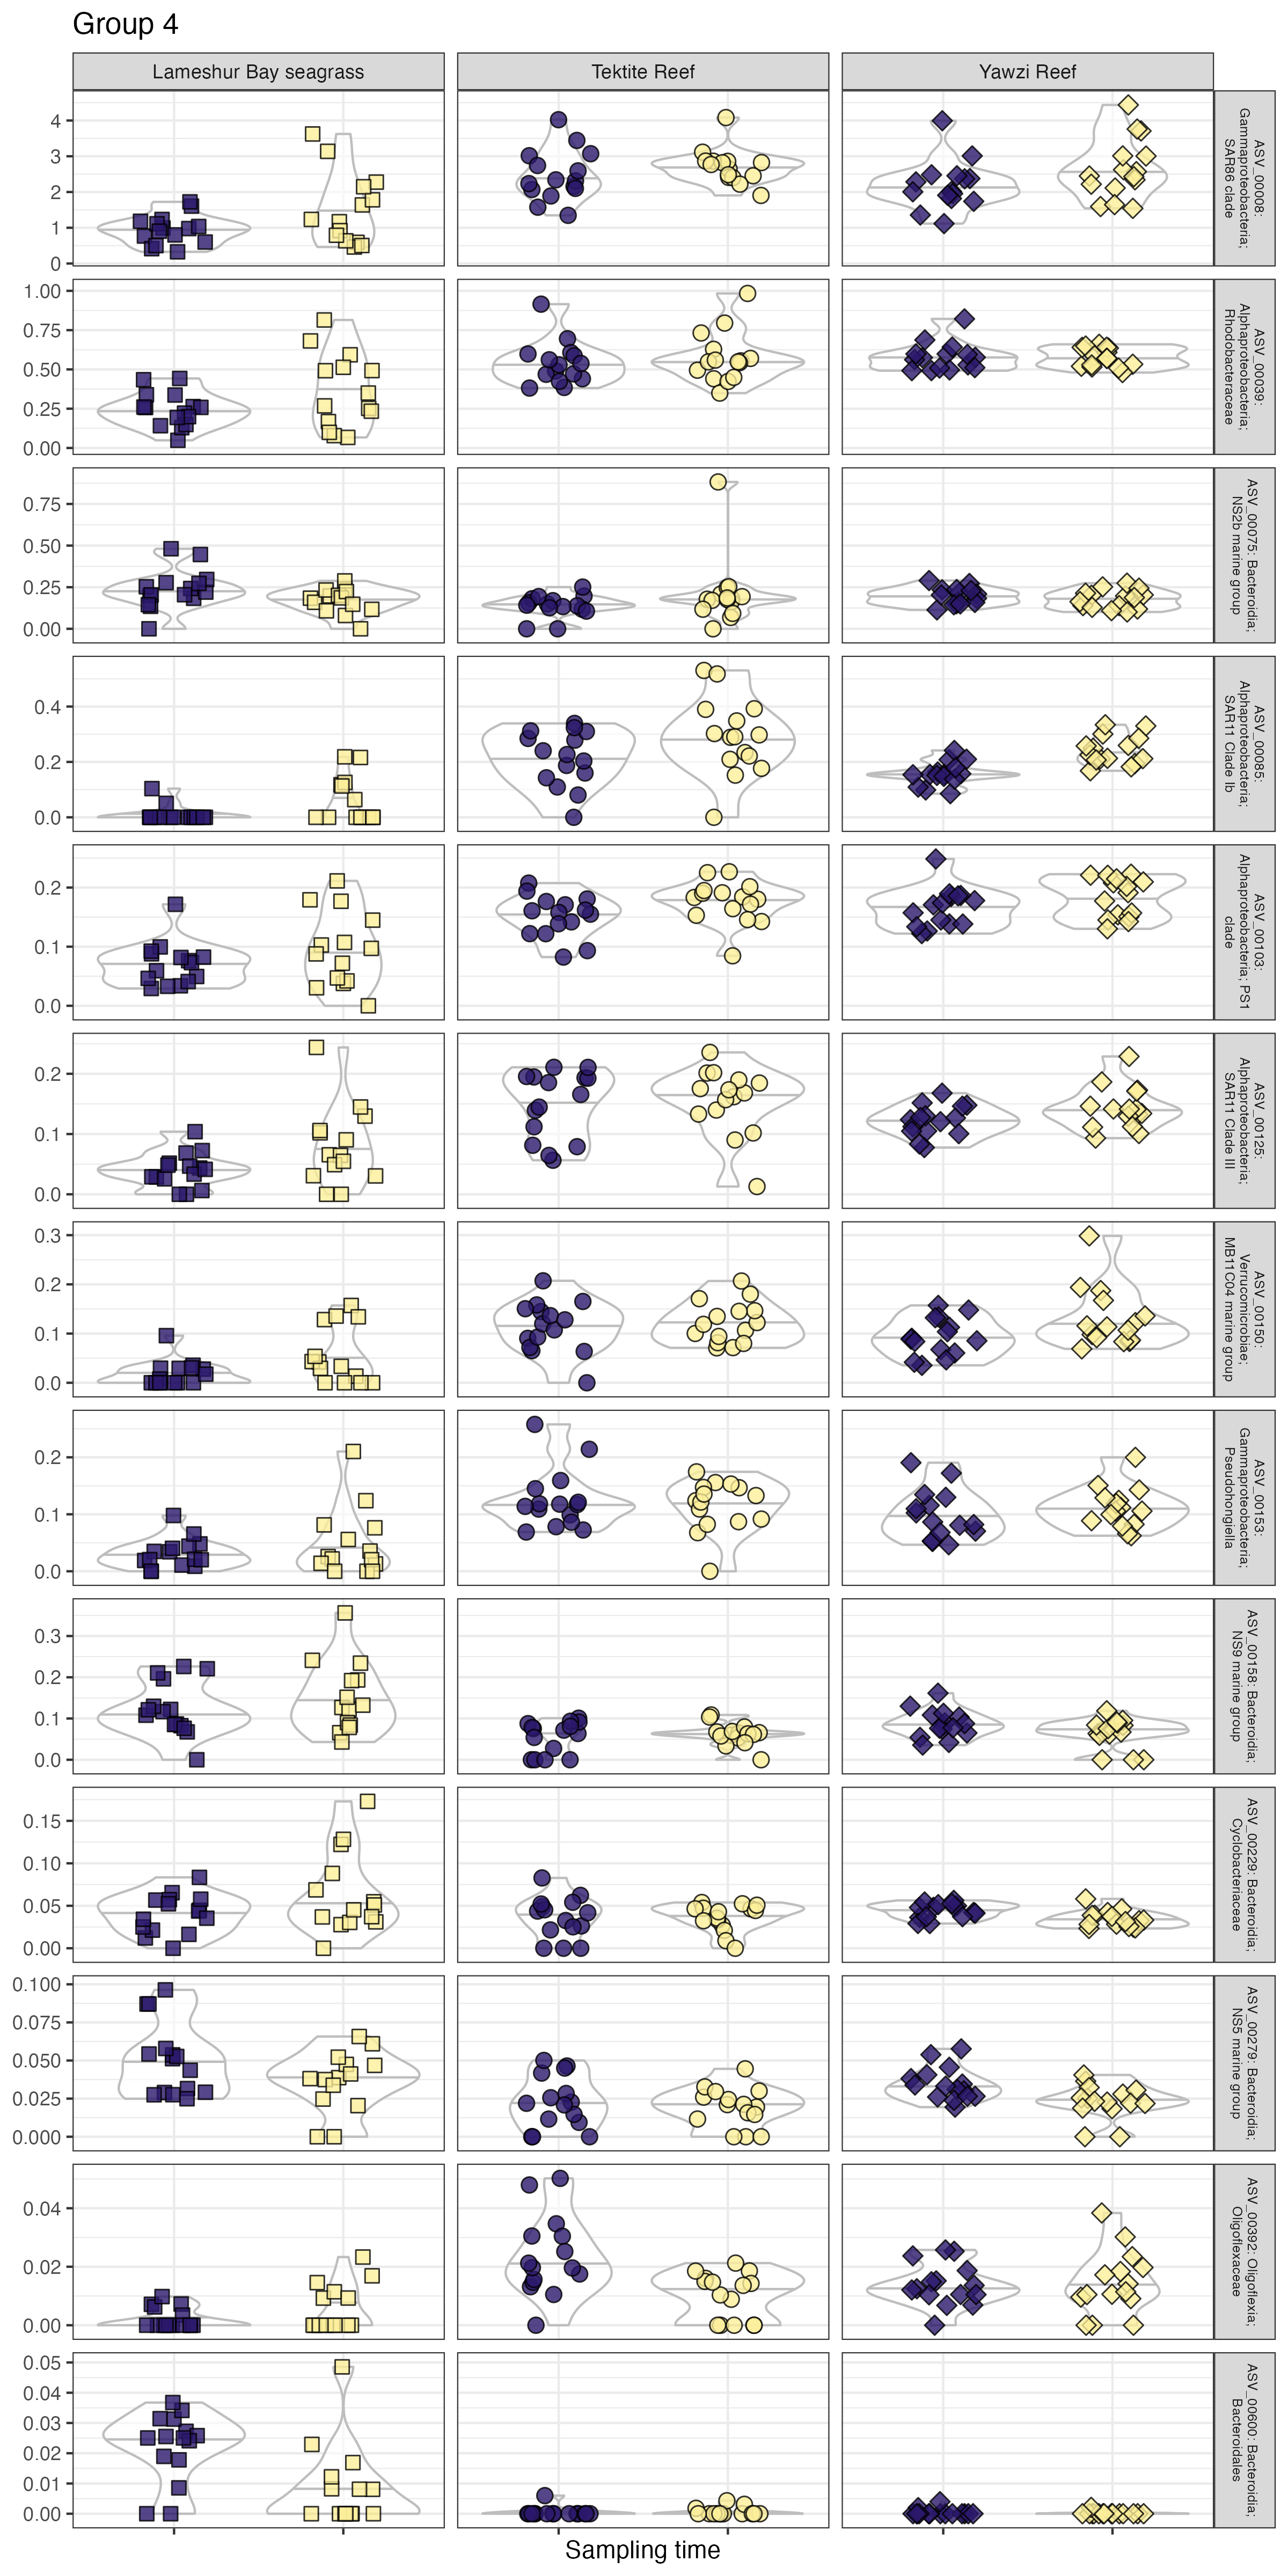 Group 4
Lameshur Bay seagrass
Tektite Reef
Yawzi Reef
4
3
2
1
0
ASV_00008:
Gammaproteobacteria;
SAR86 clade
1.00
0.75
0.50
0.25
0.00
ASV_00039:
Alphaproteobacteria;
Rhodobacteraceae
0.75
0.50
0.25
0.00
ASV_00075: Bacteroidia;
NS2b marine group
0.4
0.2
0.0
ASV_00085:
Alphaproteobacteria;
SAR11 Clade Ib
0.2
0.1
0.0
ASV_00103:
Alphaproteobacteria; PS1
clade
0.2
0.1
0.0
ASV_00125:
Alphaproteobacteria;
SAR11 Clade III
0.3
0.2
0.1
0.0
ASV_00150:
Verrucomicrobiae;
MB11C04 marine group
0.2
0.1
0.0
ASV_00153:
Gammaproteobacteria;
Pseudohongiella
0.3
0.2
0.1
0.0
ASV_00158: Bacteroidia;
NS9 marine group
0.15
0.10
0.05
0.00
ASV_00229: Bacteroidia;
Cyclobacteriaceae
0.100
0.075
0.050
0.025
0.000
ASV_00279: Bacteroidia;
NS5 marine group
0.04
0.02
0.00
ASV_00392: Oligoflexia;
Oligoflexaceae
0.05
0.04
0.03
0.02
0.01
0.00
ASV_00600: Bacteroidia;
Bacteroidales
Sampling time